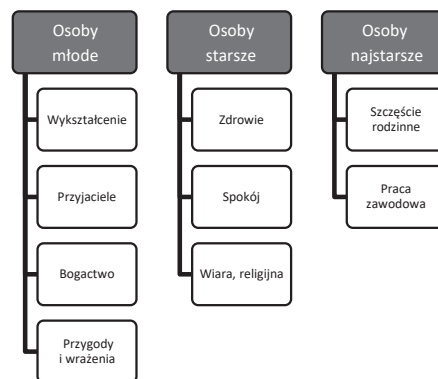 Osoby
młode
Wykształcenie
Przyjaciele
Bogactwo
Przygody
i wrażenia
Osoby
starsze
Zdrowie
Spokój
Wiara, religijna
Osoby
najstarsze
Szczęście
rodzinne
Praca
zawodowa